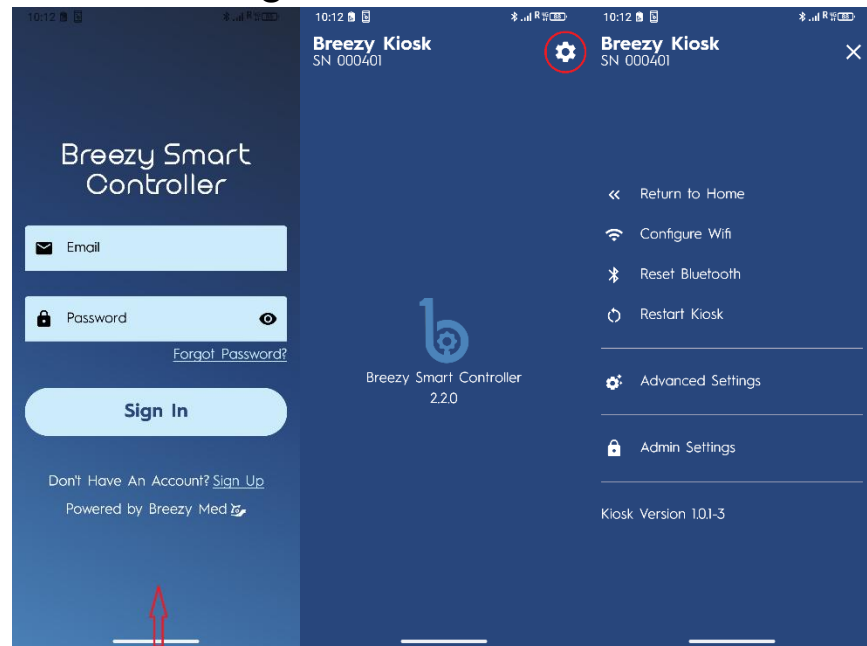 10:12
Breezy Smart
Controller
Email
Password
Forgot Password?
Sign In
Don't Have An Account? Sign Up
Powered by Breezy Med
10:12
Breezy Kiosk
SN 000401
Breezy Smart Controller
2.2.0
10:12
Breezy Kiosk
SN 000401
Return to Home
Configure Wifi
Reset Bluetooth
Restart Kiosk
Advanced Settings
Admin Settings
Kiosk Version 1.0.1-3